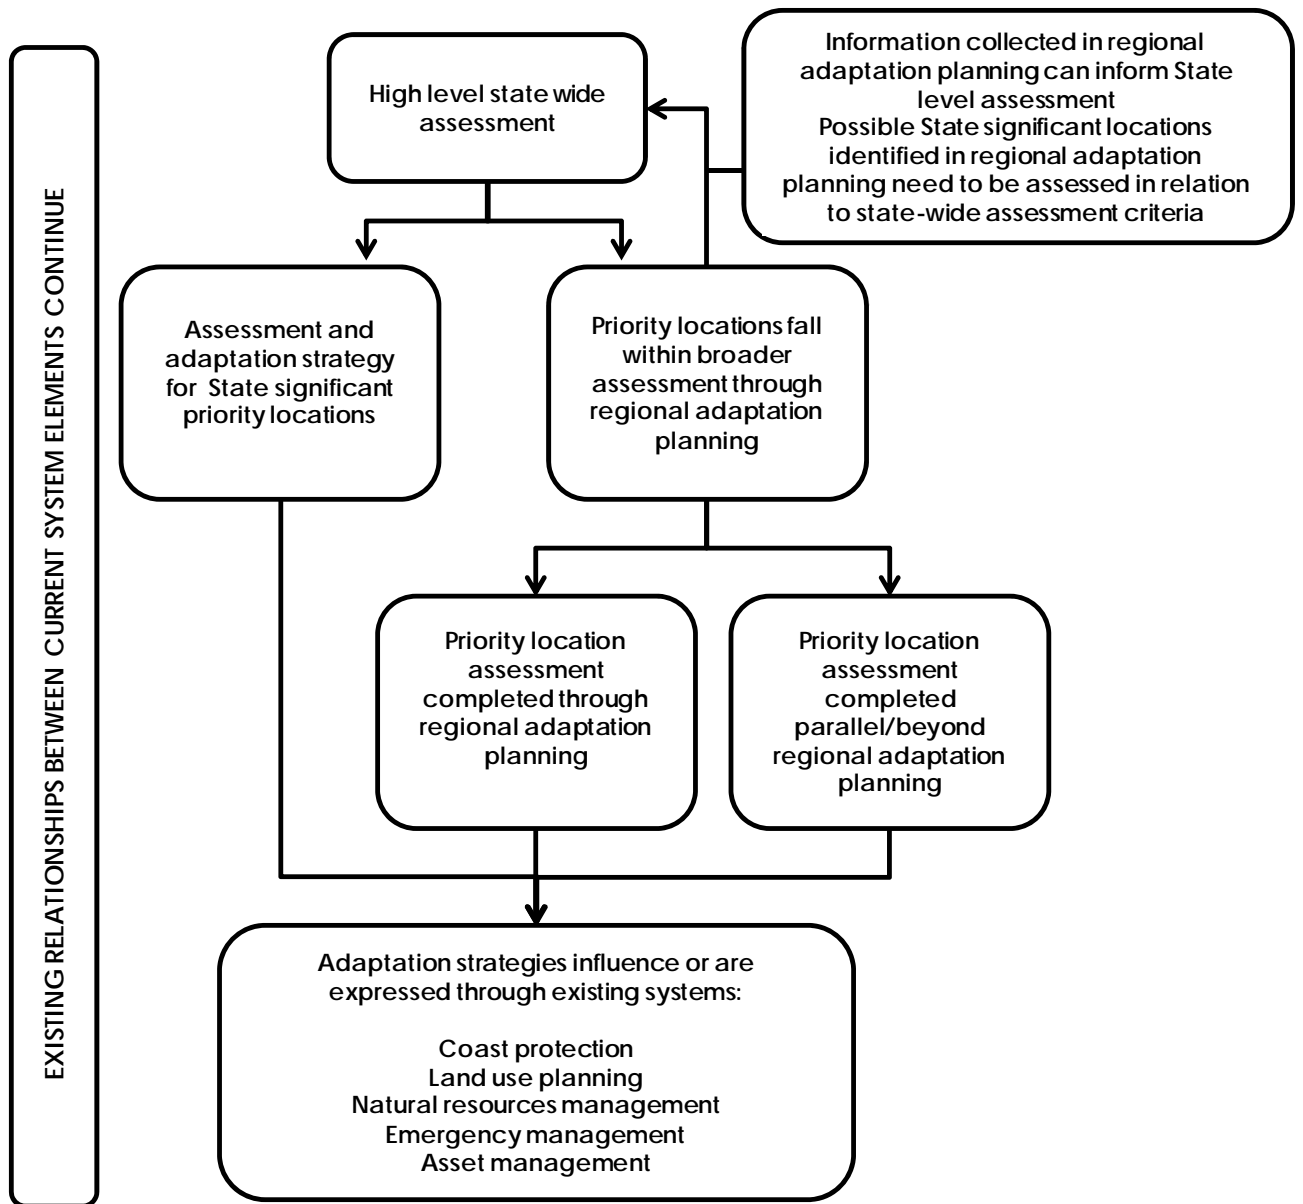 EXISTING RELATIONSHIPS BETWEEN CURRENT SYSTEM ELEMENTS CONTINUE
High level state wide
assessment
Information collected in regional
adaptation planning can inform State
level assessment
Possible State significant locations
identified in regional adaptation
planning need to be assessed in relation
to state-wide assessment criteria
Assessment and
adaptation strategy
for State significant
priority locations
Priority locations fall
within broader
assessment through
regional adaptation
planning
Priority location
assessment
completed through
regional adaptation
planning
Priority location
assessment
completed
parallel/beyond
regional adaptation
planning
Adaptation strategies influence or are
expressed through existing systems:
Coast protection
Land use planning
Natural resources management
Emergency management
Asset management